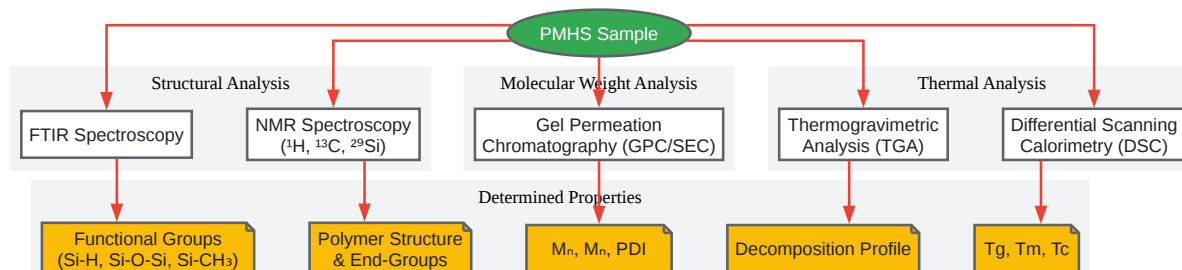 PMHS Sample
Structural Analysis
Molecular Weight Analysis
Thermal Analysis
FTIR Spectroscopy
NMR Spectroscopy
(¹H, ¹³C, ²⁹Si)
Gel Permeation
Chromatography (GPC/SEC)
Thermogravimetric
Analysis (TGA)
Differential Scanning
Calorimetry (DSC)
Determined Properties
Functional Groups
(Si-H, Si-O-Si, Si-CH₃)
Polymer Structure
& End-Groups
Mₙ, Mₙ, PDI
Decomposition Profile
Tg, Tm, Tc